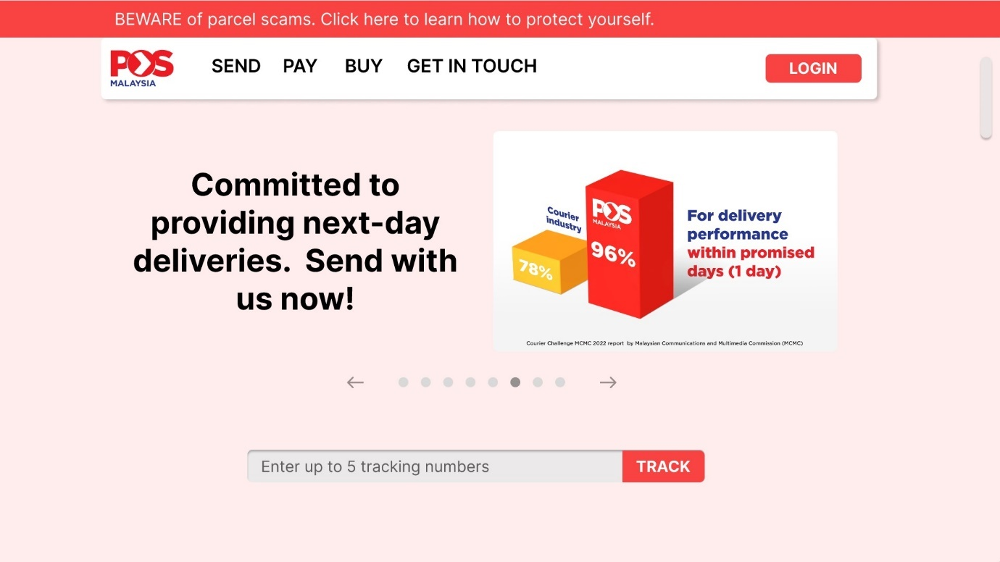 BEWARE of parcel scams. Click here to learn how to protect yourself.
POS
MALAYSIA
SEND PAY BUY GET IN TOUCH
LOGIN
Committed to
providing next-day
deliveries. Send with
us now!
Courier
industry
78%
POS
MALAYSIA
96%
For delivery
performance
within promised
days (1 day)
Courier Challenge MCMC 2022 report by Malaysian Communications and Multimedia Commission (MCMC)
Enter up to 5 tracking numbers
TRACK